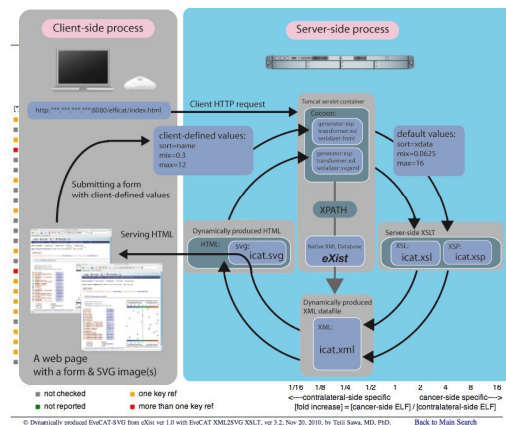 Client-side process
Server-side process
http: ***.***.***.***:8080/efficat/index.html
Client HTTP request
Tomcat servlet container
Cocoon:
generator:xsp
transformer:xsl
serializer: html
generator:xsp
transformer:xsl
client-defined values:
sort=name
mix=0.3
max=12
default values:
sort=xdata
mix=0.0625
max=16
Submitting a form
with client-defined values
XPATH
Serving HTML
Dynamically produced HTML
HTML:
svg:
icat.svg
Native-XML Database
eXist
Server-side XSLT
XSL:
icat.xsl
XSP:
icat.xsp
Dynamically produced
XML datafile
XML:
icat.xml
A web page
with a form & SVG image(s)
1/16 1/8 1/4 1/2 1 2 4 8 16
<----contralateral-side specific cancer-side specific---->
[fold increase] = [cancer-side ELF] / [contralateral-side ELF]
not checked one key ref
not reported more than one key ref
© Dynamically produced EyeCAT-SVG from eXist ver 1.0 with EyeCAT XML2SVG XSLT, ver 3.2, Nov 20, 2010, by Teiji Sawa, MD, PhD. Back to Main Search